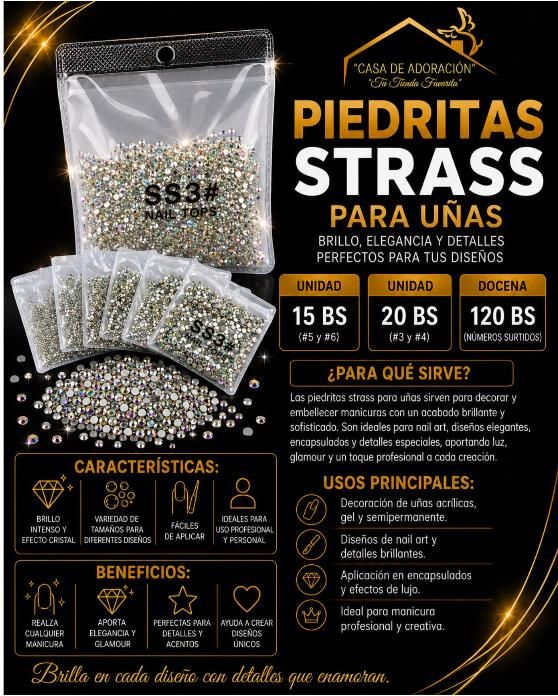 "CASA DE ADORACIÓN"
"Tu Tienda Favorita"
PIEDRITAS
STRASS
PARA UÑAS
BRILLO, ELEGANCIA Y DETALLES
PERFECTOS PARA TUS DISEÑOS
SS3#
NAIL TOPS
SS3#
UNIDAD
15 BS
(#5 y #6)
UNIDAD
20 BS
(#3 y #4)
DOCENA
120 BS
(NÚMEROS SURTIDOS)
¿PARA QUÉ SIRVE?
Las piedritas strass para uñas sirven para decorar y
embellecer manicuras con un acabado brillante y
sofisticado. Son ideales para nail art, diseños elegantes,
encapsulados y detalles especiales, aportando luz,
glamour y un toque profesional a cada creación.
CARACTERÍSTICAS:
BRILLO
INTENSO Y
EFECTO CRISTAL
VARIEDAD DE
TAMAÑOS PARA
DIFERENTES DISEÑOS
FÁCILES
DE APLICAR
IDEALES PARA
USO PROFESIONAL
Y PERSONAL
BENEFICIOS:
REALZA
CUALQUIER
MANICURA
APORTA
ELEGANCIA Y
GLAMOUR
PERFECTAS PARA
DETALLES Y
ACENTOS
AYUDA A CREAR
DISEÑOS
ÚNICOS
USOS PRINCIPALES:
Decoración de uñas acrílicas,
gel y semipermanente.
Diseños de nail art y
detalles brillantes.
Aplicación en encapsulados
y efectos de lujo.
Ideal para manicura
profesional y creativa.
Brilla en cada diseño con detalles que enamoran.